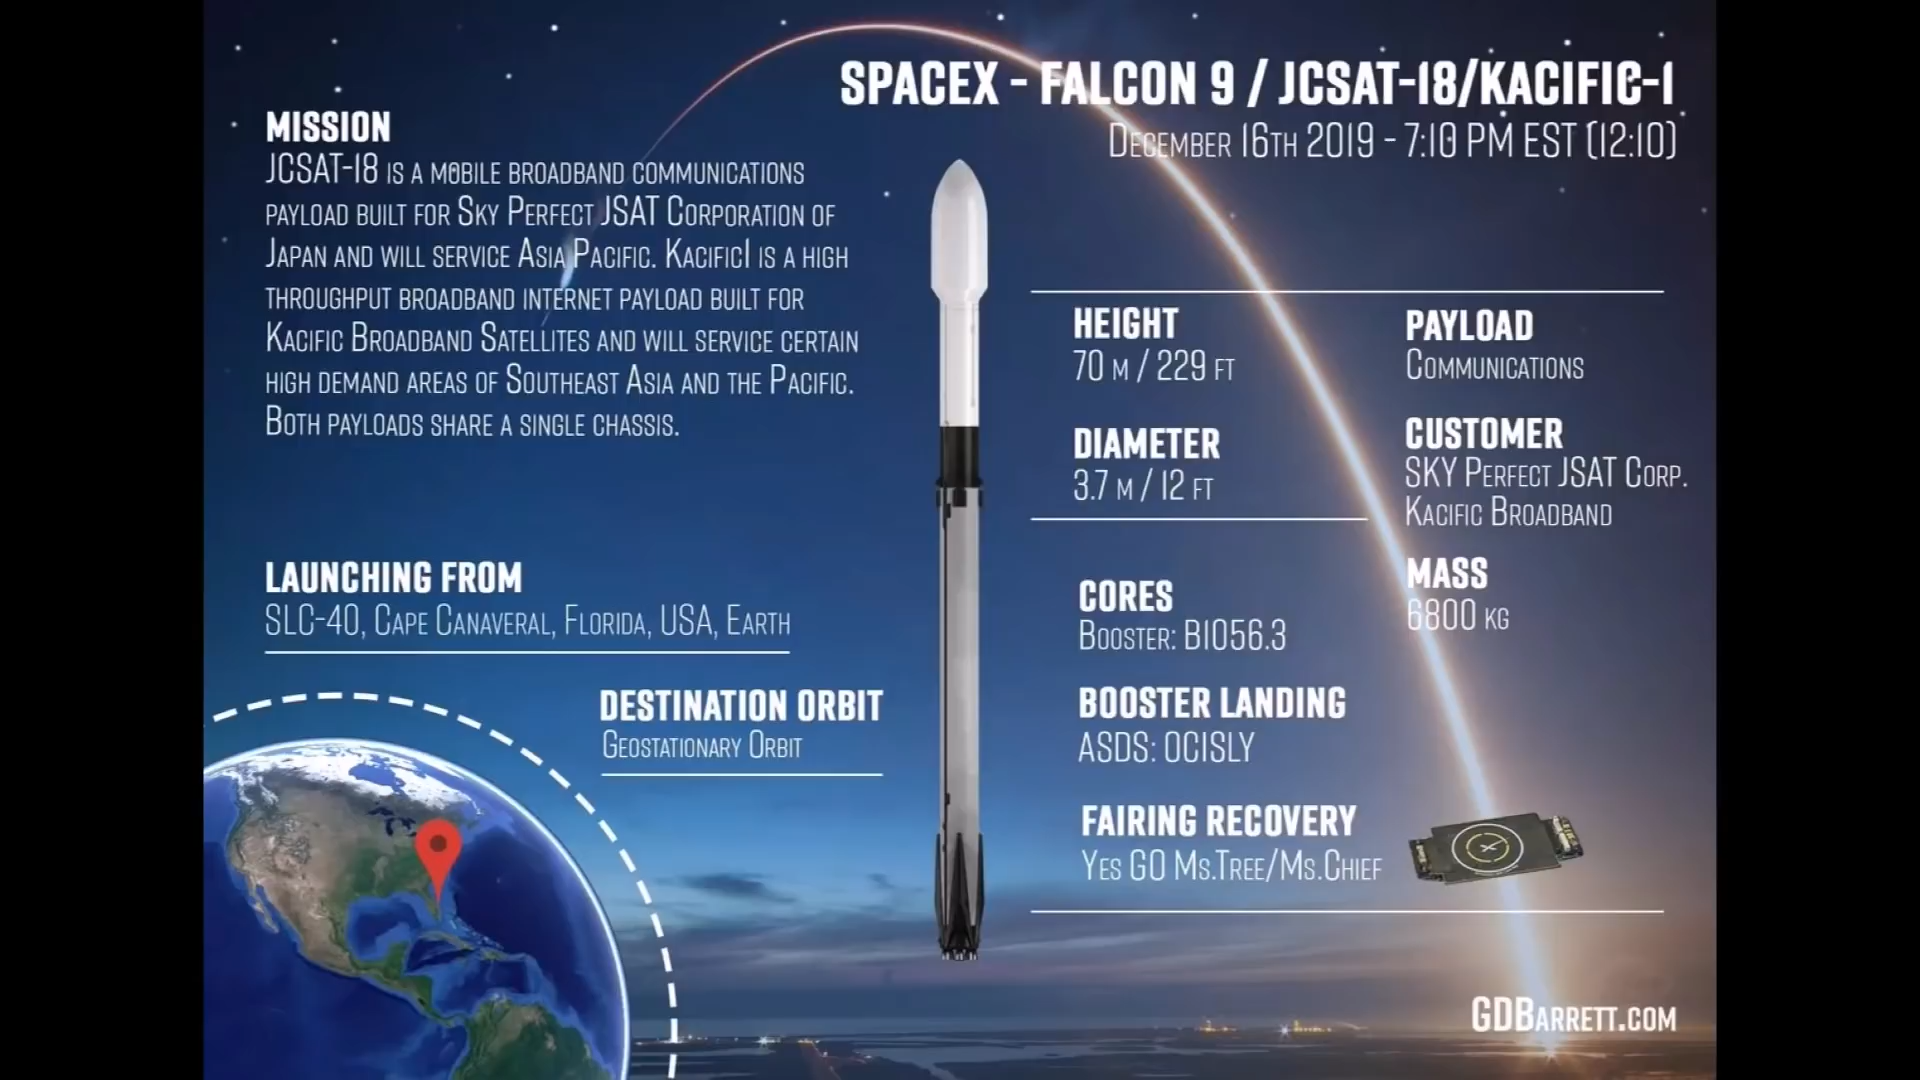 SPACEX - FALCON 9 / JCSAT-18/KACIFIC-1
DECEMBER 16TH 2019 - 7:10 PM EST (12:10)
MISSION
JCSAT-18 IS A MOBILE BROADBAND COMMUNICATIONS
PAYLOAD BUILT FOR SKY PERFECT JSAT CORPORATION OF
JAPAN AND WILL SERVICE ASIA PACIFIC. KACIFIC1 IS A HIGH
THROUGHPUT BROADBAND INTERNET PAYLOAD BUILT FOR
KACIFIC BROADBAND SATELLITES AND WILL SERVICE CERTAIN
HIGH DEMAND AREAS OF SOUTHEAST ASIA AND THE PACIFIC.
BOTH PAYLOADS SHARE A SINGLE CHASSIS.
LAUNCHING FROM
SLC-40, CAPE CANAVERAL, FLORIDA, USA, EARTH
DESTINATION ORBIT
GEOSTATIONARY ORBIT
HEIGHT
70 M / 229 FT
DIAMETER
3.7 M / 12 FT
PAYLOAD
COMMUNICATIONS
CUSTOMER
SKY PERFECT JSAT CORP.
KACIFIC BROADBAND
MASS
6800 KG
CORES
BOOSTER: B1056.3
BOOSTER LANDING
ASDS: OCISLY
FAIRING RECOVERY
YES GO MS.TREE/MS.CHIEF
GDBARRETT.COM